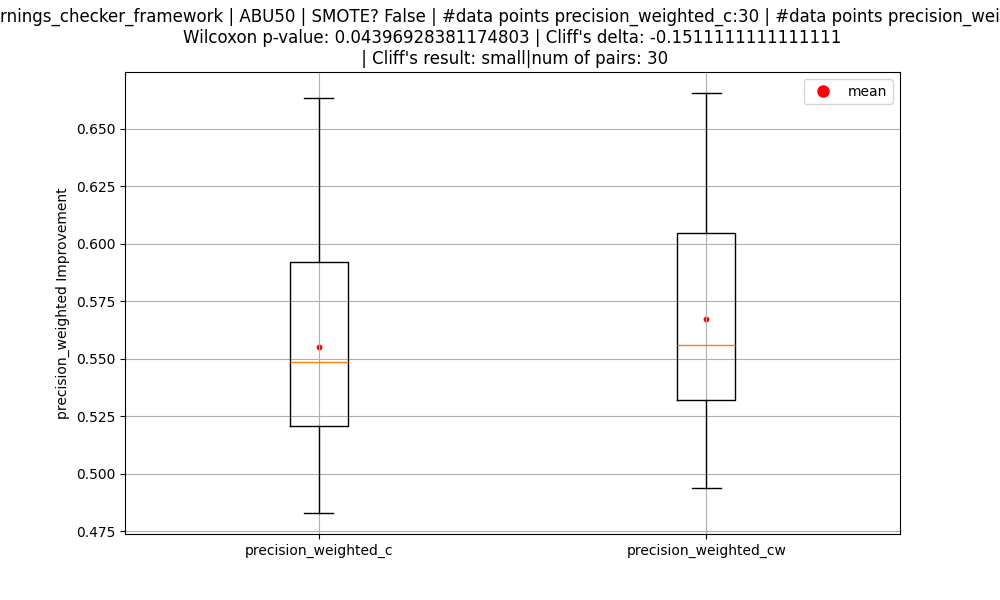 rnings_checker_framework | ABU50 | SMOTE? False | #data points precision_weighted_c:30 | #data points precision_wei
Wilcoxon p-value: 0.04396928381174803 | Cliff's delta: -0.1511111111111111
| Cliff's result: small|num of pairs: 30
mean
0.650
0.625
0.600
0.575
0.550
0.525
0.500
0.475
precision_weighted Improvement
precision_weighted_c
precision_weighted_cw